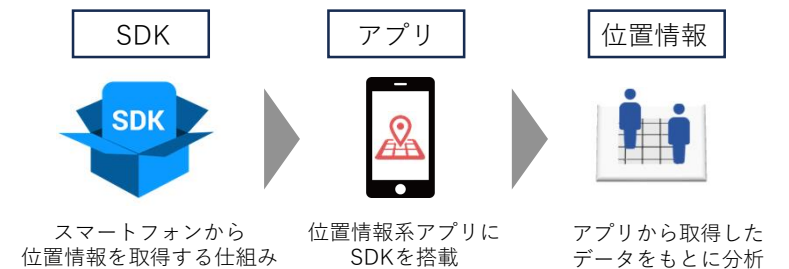 SDK
アプリ
位置情報
SDK
スマートフォンから
位置情報を取得する仕組み
位置情報系アプリに
SDKを搭載
アプリから取得した
データをもとに分析